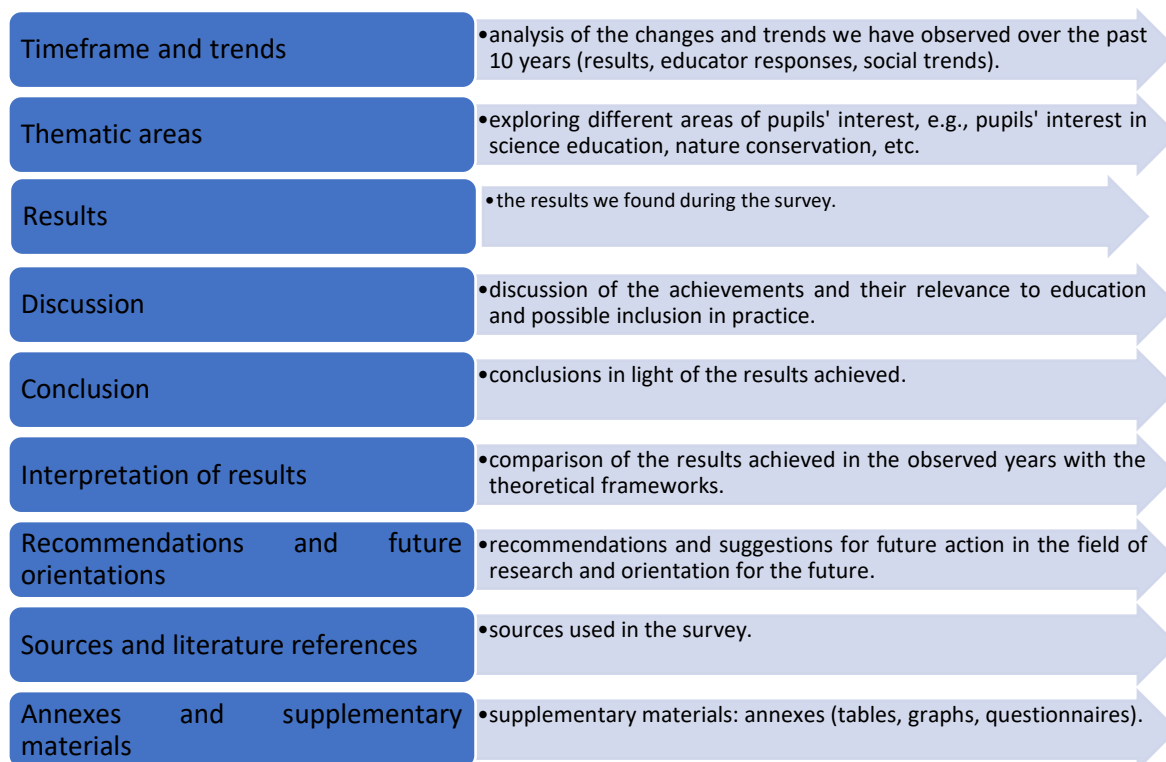 Timeframe and trends
•analysis of the changes and trends we have observed over the past
10 years (results, educator responses, social trends).
Thematic areas
•exploring different areas of pupils' interest, e.g., pupils' interest in
science education, nature conservation, etc.
Results
•the results we found during the survey.
Discussion
•discussion of the achievements and their relevance to education
and possible inclusion in practice.
Conclusion
•conclusions in light of the results achieved.
Interpretation of results
•comparison of the results achieved in the observed years with the
theoretical frameworks.
Recommendations and future
orientations
•recommendations and suggestions for future action in the field of
research and orientation for the future.
Sources and literature references
•sources used in the survey.
Annexes and supplementary
materials
•supplementary materials: annexes (tables, graphs, questionnaires).